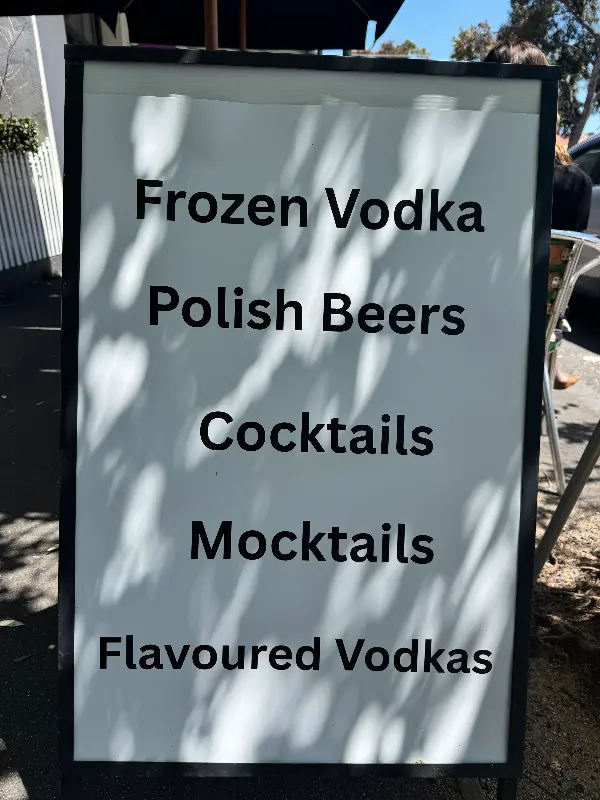 Frozen Vodka
Polish Beers
Cocktails
Mocktails
Flavoured Vodkas